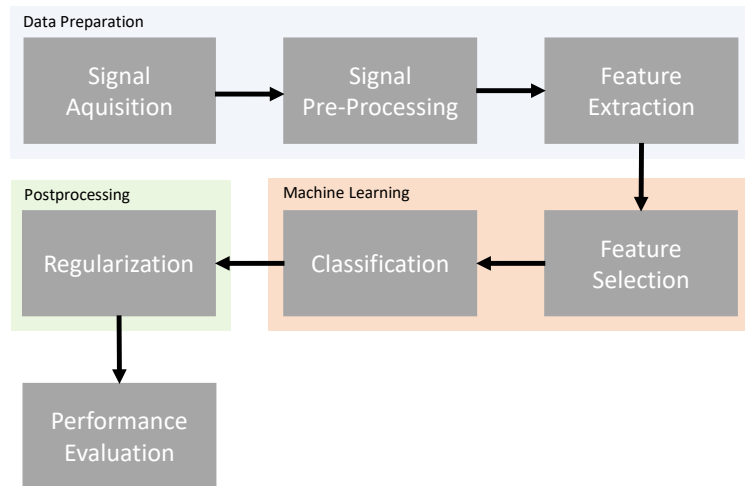 Data Preparation
Signal
Aquisition
Signal
Pre-Processing
Feature
Extraction
Postprocessing
Regularization
Machine Learning
Classification
Feature
Selection
Performance
Evaluation